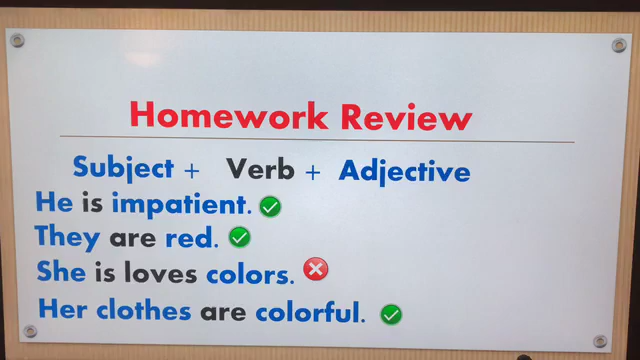 Homework Review
Subject + Verb + Adjective
He is impatient.
They are red.
She is loves colors.
Her clothes are colorful.